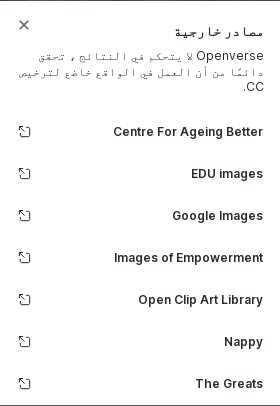 مصادر خارجية
Openverse لا يتحكم في النتائج ، تحقق
دائمًا من أن العمل في الواقع خاضع لترخيص
CC.
Centre For Ageing Better
EDU images
Google Images
Images of Empowerment
Open Clip Art Library
Nappy
The Greats